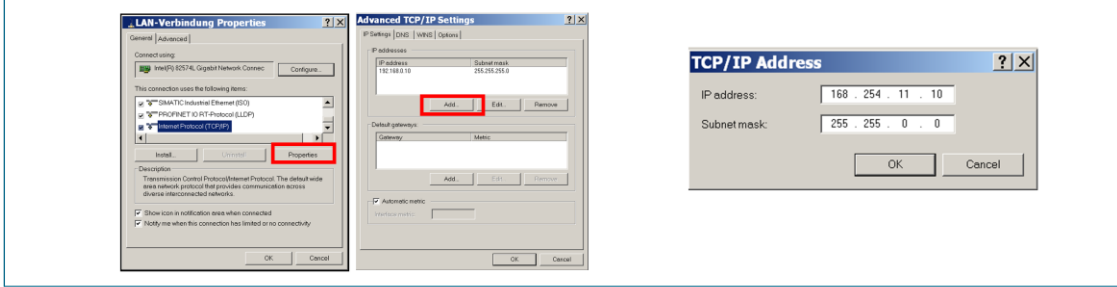 LAN-Verbindung Properties
General Advanced
Connect using:
Intel(R) 82574L Gigabit Network Connec
Configure...
This connection uses the following items:
SIMATIC Industrial Ethernet (ISO)
PROFINET IO RT-Protocol (LLDP)
Internet Protocol (TCP/IP)
Install... Uninstall Properties
Description
Transmission Control Protocol/Internet Protocol. The default wide
area network protocol that provides communication across
diverse interconnected networks.
Show icon in notification area when connected
Notify me when this connection has limited or no connectivity
OK Cancel
Advanced TCP/IP Settings
IP Settings DNS WINS Options
IP addresses
IP address Subnet mask
192.168.0.10 255.255.255.0
Add... Edit... Remove
Default gateways:
Gateway Metric
Add... Edit... Remove
Automatic metric
Interface metric:
OK Cancel
TCP/IP Address
IP address: 168 . 254 . 11 . 10
Subnet mask: 255 . 255 . 0 . 0
OK Cancel